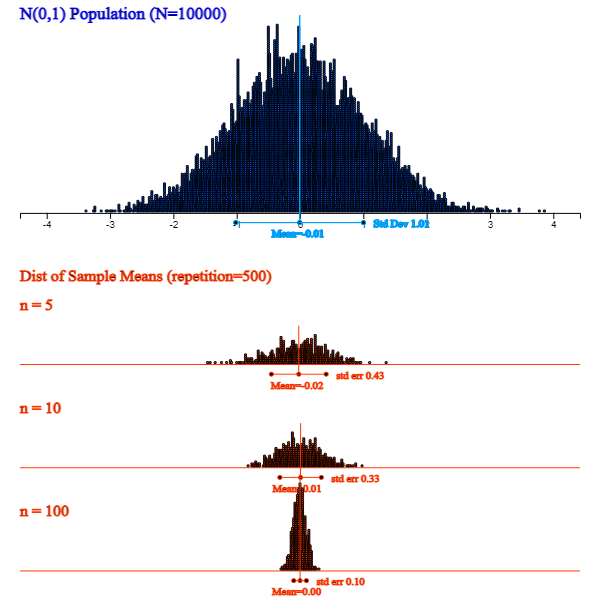 N(0,1) Population (N=10000)
-4 -3 -2 -1 0 1 2 3 4
Std Dev 1.01
Mean=-0.01
Dist of Sample Means (repetition=500)
n = 5
std err 0.43
Mean=-0.02
n = 10
std err 0.33
Mean=0.01
n = 100
std err 0.10
Mean=0.00